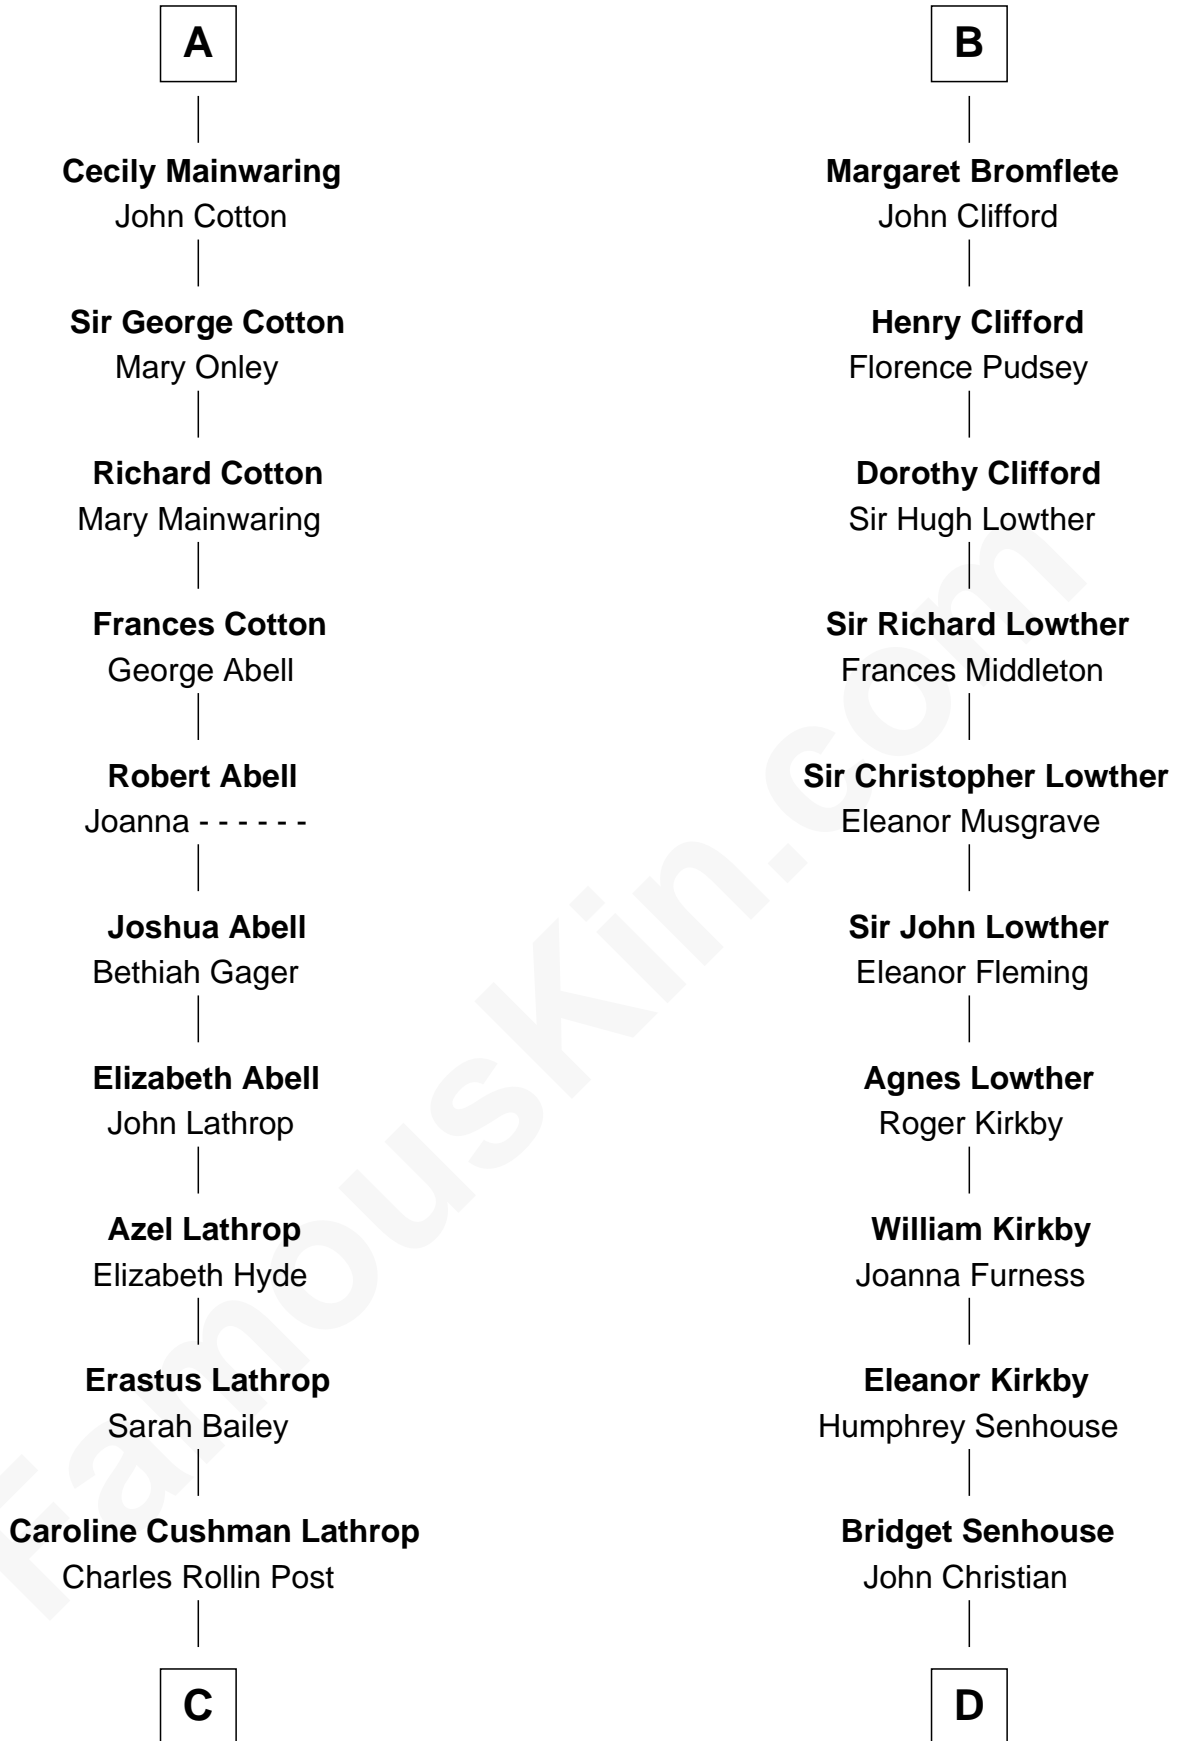 A
Cecily Mainwaring
John Cotton
Sir George Cotton
Mary Onley
Richard Cotton
Mary Mainwaring
Frances Cotton
George Abell
Robert Abell
Joanna - - - - - -
Joshua Abell
Bethiah Gager
Elizabeth Abell
John Lathrop
Azel Lathrop
Elizabeth Hyde
Erastus Lathrop
Sarah Bailey
Caroline Cushman Lathrop
Charles Rollin Post
C
B
Margaret Bromflete
John Clifford
Henry Clifford
Florence Pudsey
Dorothy Clifford
Sir Hugh Lowther
Sir Richard Lowther
Frances Middleton
Sir Christopher Lowther
Eleanor Musgrave
Sir John Lowther
Eleanor Fleming
Agnes Lowther
Roger Kirkby
William Kirkby
Joanna Furness
Eleanor Kirkby
Humphrey Senhouse
Bridget Senhouse
John Christian
D
FamousKin.com